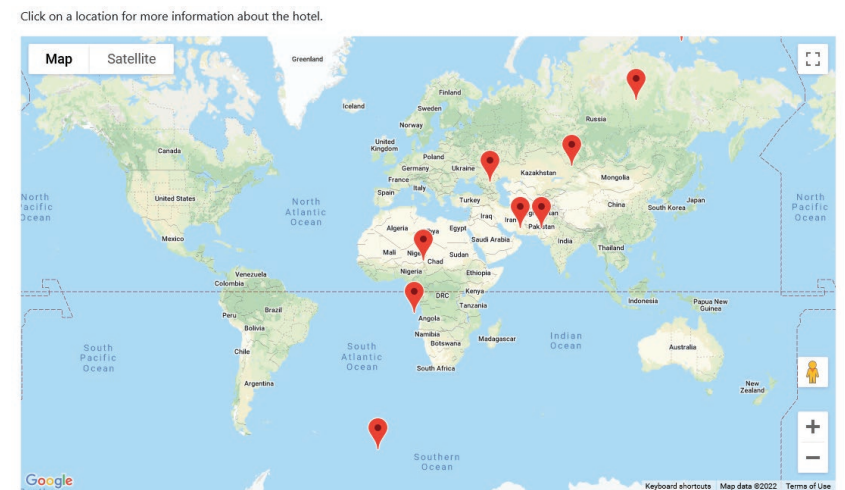 Click on a location for more information about the hotel.
Map
Satellite
Greenland
Iceland
Finland
Sweden
Norway
Russia
United
Kingdom
Canada
Poland
Germany
Ukraine
Kazakhstan
Mongolia
France
Italy
Spain
Turkey
North
Pacific
Ocean
United States
North
Atlantic
Ocean
China
Japan
South Korea
North
Pacific
Ocean
Iraq
Iran
Pakistan
Algeria
Egypt
Mexico
Saudi Arabia
India
Thailand
Mali
Sudan
Chad
Nigeria
Ethiopia
Venezuela
Colombia
Kenya
DRC
Tanzania
Indonesia
Papua New
Guinea
Peru
Brazil
Angola
Bolivia
Namibia
Botswana
Madagascar
Indian
Ocean
Australia
South
Pacific
Ocean
Chile
South
Atlantic
Ocean
South Africa
Argentina
New
Zealand
Southern
Ocean
Google
Keyboard shortcuts
Map data ©2022
Terms of Use